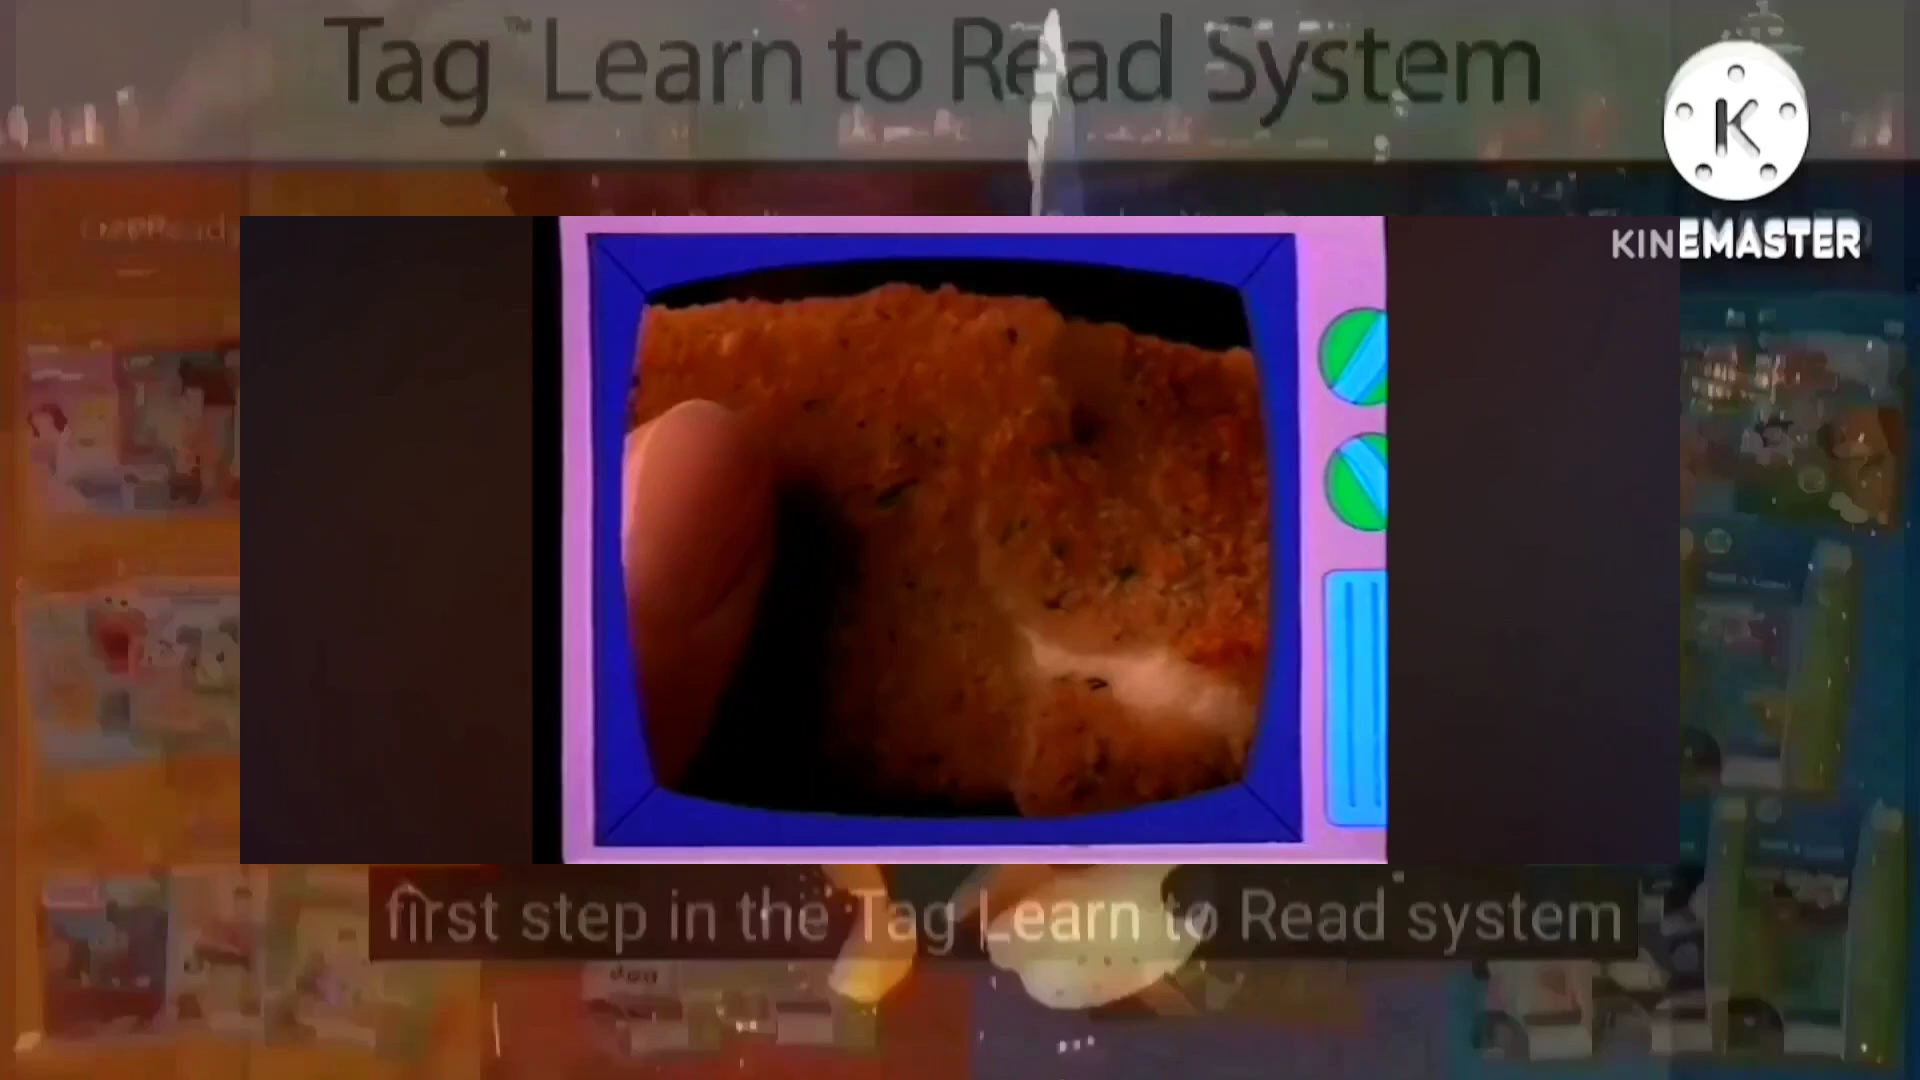 Tag™ Learn to Read System
K
KINEMASTER
first step in the Tag Learn to Read system